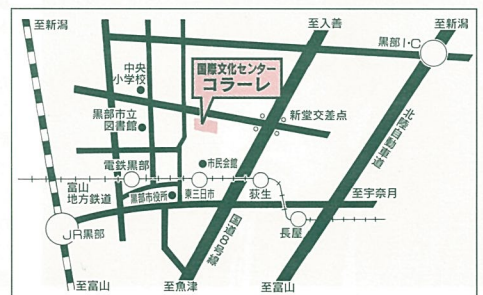 至新潟
至入善
至新潟
黒部I・C
中央
小学校
国際文化センター
コラーレ
黒部市立
図書館
新堂交差点
北陸自動車道
市民会館
電鉄黒部
富山
地方鉄道
黒部市役所
東三日市
荻生
至宇奈月
国道8号線
長屋
JR黒部
至富山
至魚津
至富山